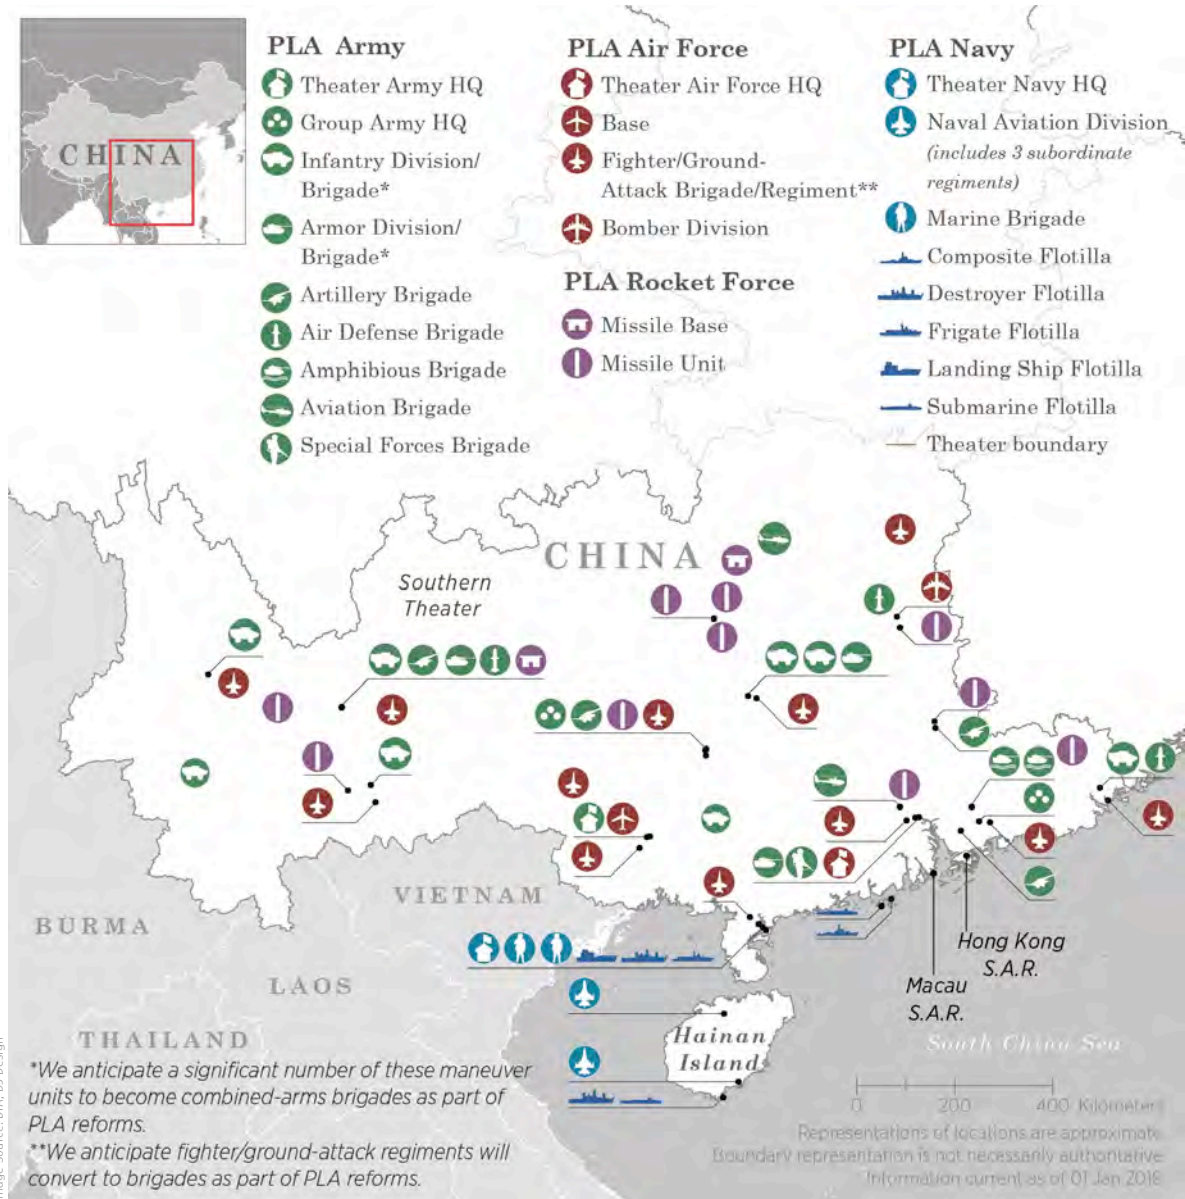 CHINA
PLA Army
Theater Army HQ
Group Army HQ
Infantry Division/
Brigade*
Armor Division/
Brigade*
Artillery Brigade
Air Defense Brigade
Amphibious Brigade
Aviation Brigade
Special Forces Brigade
PLA Air Force
Theater Air Force HQ
Base
Fighter/Ground-
Attack Brigade/Regiment**
Bomber Division
PLA Rocket Force
Missile Base
Missile Unit
PLA Navy
Theater Navy HQ
Naval Aviation Division
(includes 3 subordinate
regiments)
Marine Brigade
Composite Flotilla
Destroyer Flotilla
Frigate Flotilla
Landing Ship Flotilla
Submarine Flotilla
Theater boundary
CHINA
Southern
Theater
VIETNAM
BURMA
LAOS
THAILAND
Hong Kong
S.A.R.
Macau
S.A.R.
Hainan
Island
South China Sea
0 200 400 Kilometers
Representations of locations are approximate.
Boundary representation is not necessarily authoritative.
Information current as of 01 Jan 2018
*We anticipate a significant number of these maneuver
units to become combined-arms brigades as part of
PLA reforms.
**We anticipate fighter/ground-attack regiments will
convert to brigades as part of PLA reforms.